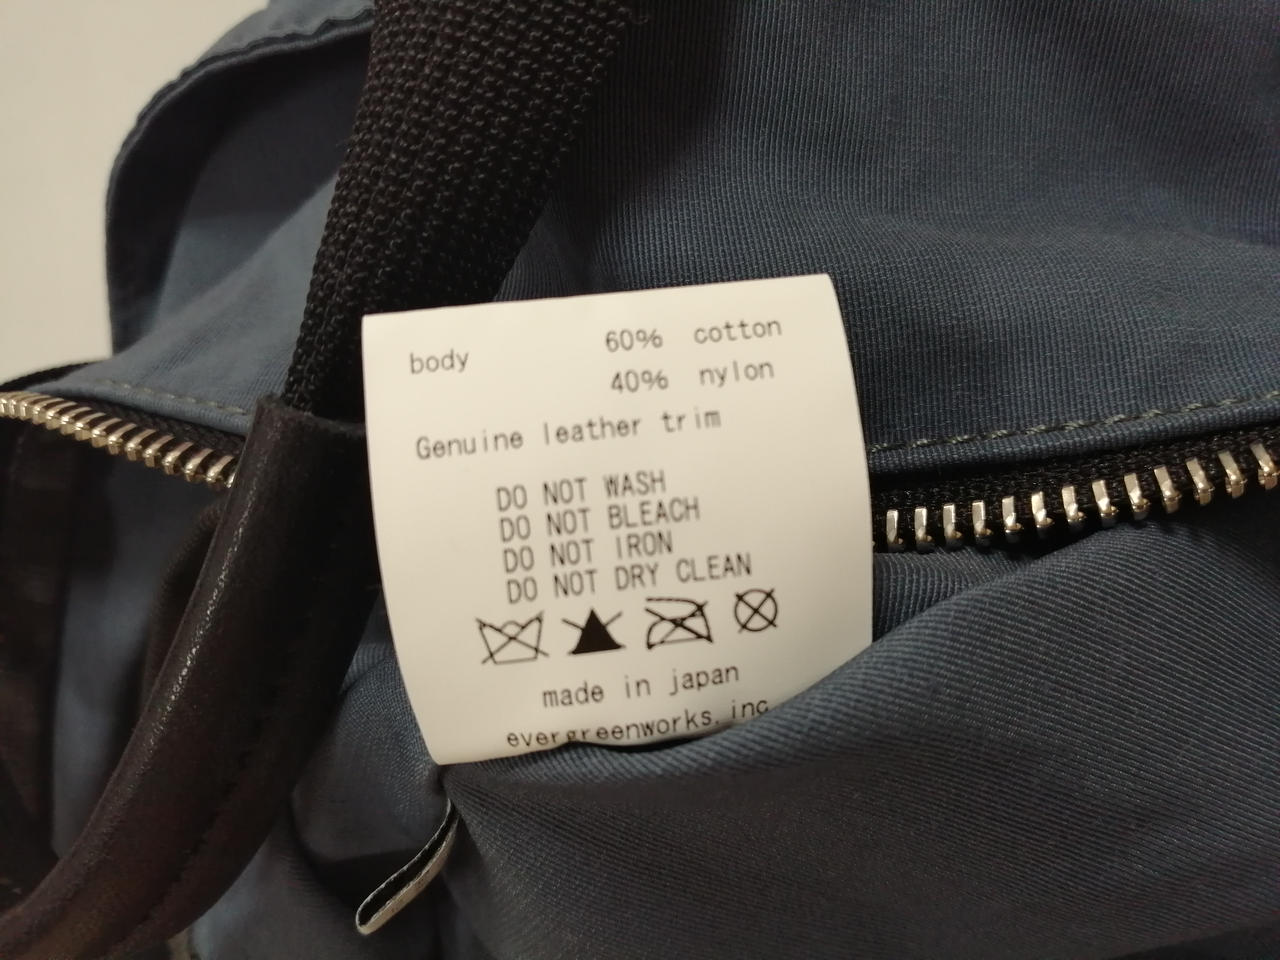 body 60% cotton
40% nylon
Genuine leather trim
DO NOT WASH
DO NOT BLEACH
DO NOT IRON
DO NOT DRY CLEAN
made in japan
evergreenworks.inc